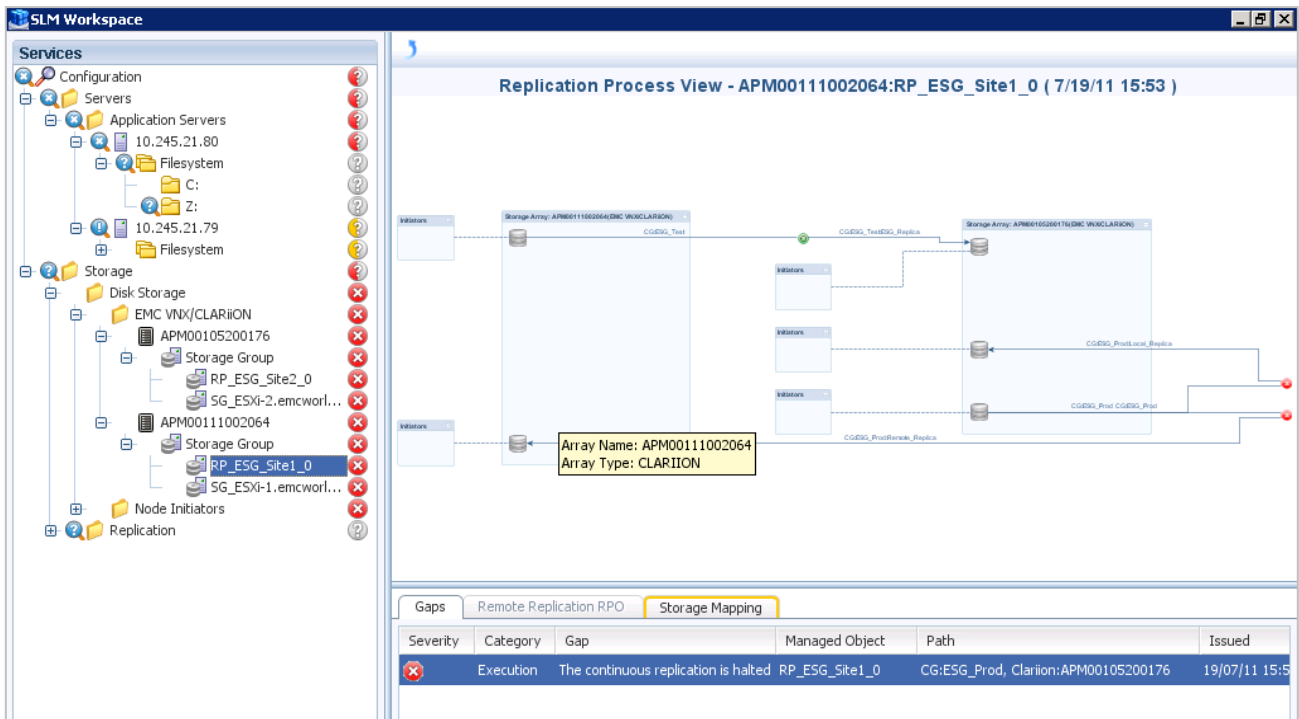 SLM Workspace
Services
Configuration
Servers
Application Servers
10.245.21.80
Filesystem
C:
Z:
10.245.21.79
Filesystem
Storage
Disk Storage
EMC VNX/CLARiiON
APM00105200176
Storage Group
RP_ESG_Site2_0
SG_ESXi-2.emcworl...
APM00111002064
Storage Group
RP_ESG_Site1_0
SG_ESXi-1.emcworl...
Node Initiators
Replication
Replication Process View - APM00111002064:RP_ESG_Site1_0 ( 7/19/11 15:53 )
Initiators
Storage Array: APM00111002064(EMC VNX/CLARiiON)
CG:ESG_Test
CG:ESG_TestESG_Replica
Storage Array: APM00105200176(EMC VNX/CLARiiON)
Initiators
Initiators
CG:ESG_ProdLocal_Replica
Initiators
CG:ESG_Prod CG:ESG_Prod
Initiators
CG:ESG_ProdRemote_Replica
Array Name: APM00111002064
Array Type: CLARIION
Gaps Remote Replication RPO Storage Mapping
Severity Category Gap Managed Object Path Issued
Execution The continuous replication is halted RP_ESG_Site1_0 CG:ESG_Prod, Clariion:APM00105200176 19/07/11 15:5